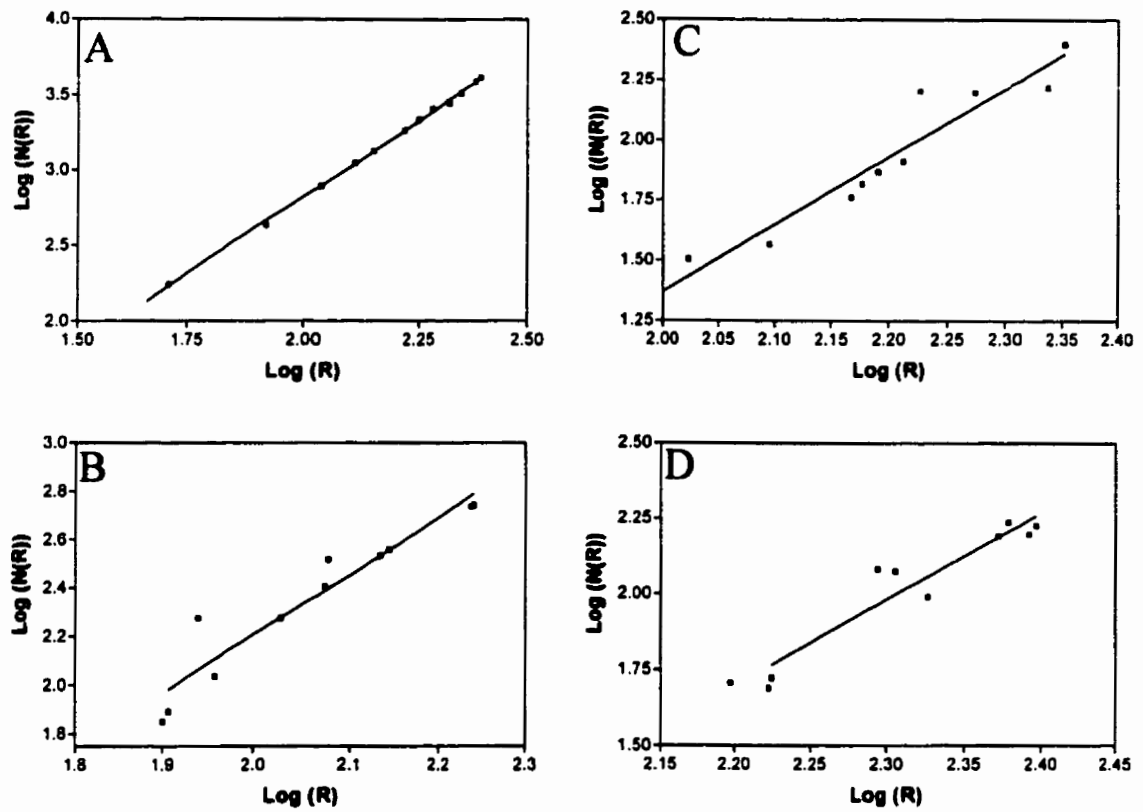 A
4.0
3.5
3.0
2.5
2.0
Log (N(R))
1.50 1.75 2.00 2.25 2.50
Log (R)
C
2.50
2.25
2.00
1.75
1.50
1.25
Log ((N(R))
2.00 2.05 2.10 2.15 2.20 2.25 2.30 2.35 2.40
Log (R)
B
3.0
2.8
2.6
2.4
2.2
2.0
1.8
Log (N(R))
1.8 1.9 2.0 2.1 2.2 2.3
Log (R)
D
2.50
2.25
2.00
1.75
1.50
Log (N(R))
2.15 2.20 2.25 2.30 2.35 2.40 2.45
Log (R)